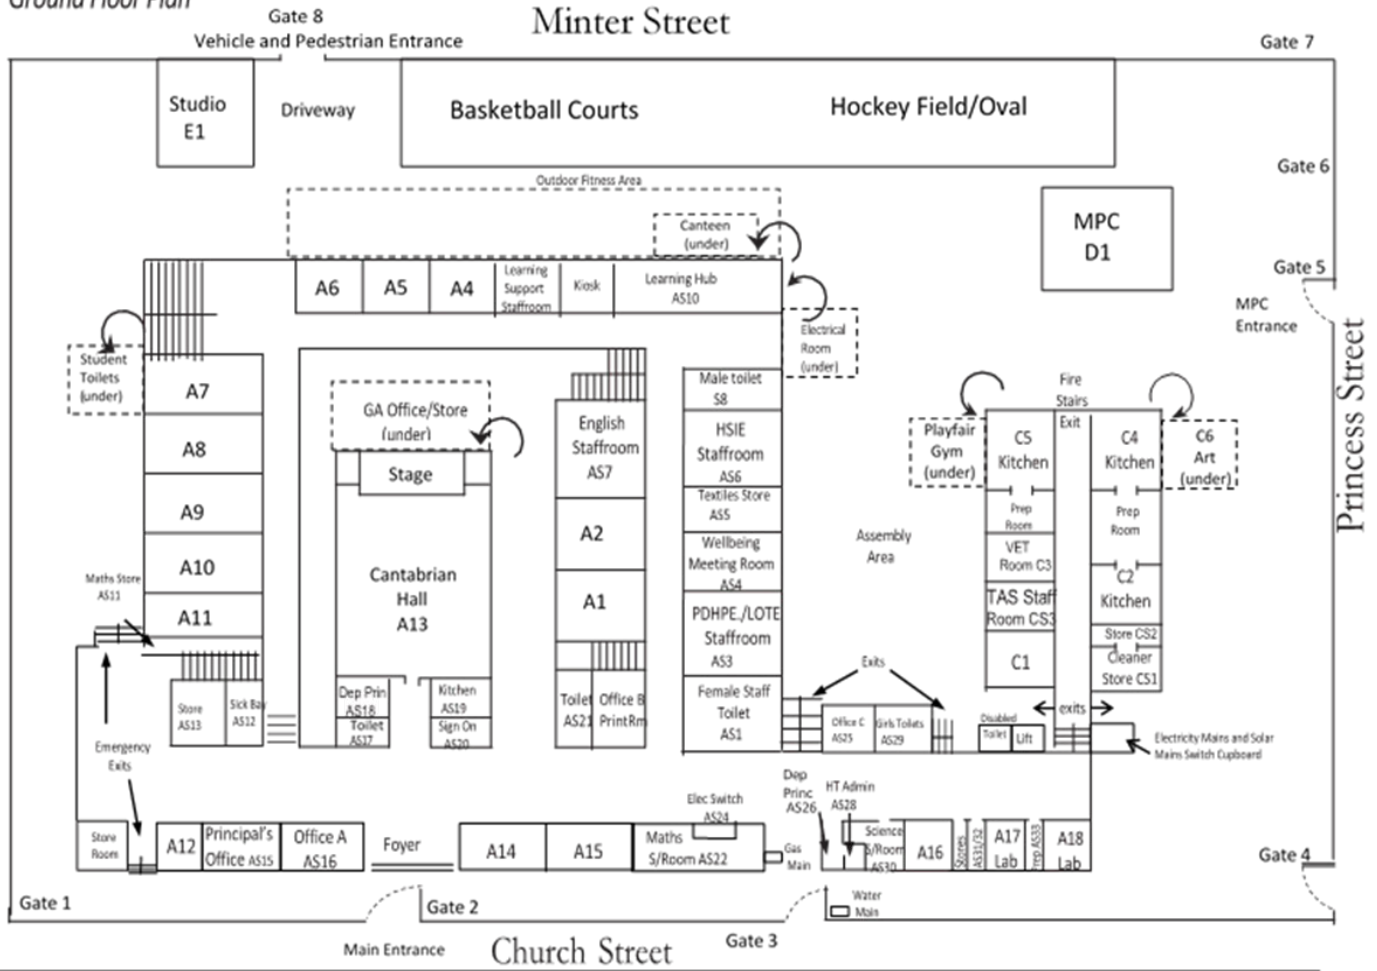 Ground Floor Plan
Gate 8
Vehicle and Pedestrian Entrance
Minter Street
Gate 7
Studio
E1
Driveway
Basketball Courts
Hockey Field/Oval
Gate 6
Outdoor Fitness Area
Canteen
(under)
MPC
D1
Gate 5
MPC
Entrance
Princess Street
A6
A5
A4
Learning
Support
Staffroom
Kiosk
Learning Hub
AS10
Electrical
Room
(under)
Student
Toilets
(under)
A7
A8
A9
A10
A11
Maths Store
AS11
GA Office/Store
(under)
Stage
Cantabrian
Hall
A13
Dep Prin
AS18
Toilet
AS17
Kitchen
AS19
Sign On
AS20
English
Staffroom
AS7
A2
A1
Toilet
AS21
Office B
PrintRm
Male toilet
S8
HSIE
Staffroom
AS6
Textiles Store
AS5
Wellbeing
Meeting Room
AS4
PDHPE./LOTE
Staffroom
AS3
Female Staff
Toilet
AS1
Assembly
Area
Exits
Office C
AS25
Girls Toilets
AS29
Playfair
Gym
(under)
Fire
Stairs
Exit
C5
Kitchen
Prep
Room
VET
Room C3
TAS Staff
Room CS3
C1
C4
Kitchen
Prep
Room
C2
Kitchen
Store CS2
Cleaner
Store CS1
C6
Art
(under)
exits
Disabled
Toilet
Lift
Electricity Mains and Solar
Mains Switch Cupboard
Store
AS13
Sick Bay
AS12
Emergency
Exits
Store
Room
A12
Principal's
Office AS15
Office A
AS16
Foyer
A14
A15
Maths
S/Room AS22
Elec Switch
AS24
Gas
Main
Dep
Princ
AS26
HT Admin
AS28
Science
S/Room
AS30
A16
Stores
AS31/32
A17
Lab
Prep AS33
A18
Lab
Water
Main
Gate 4
Gate 1
Gate 2
Gate 3
Main Entrance
Church Street